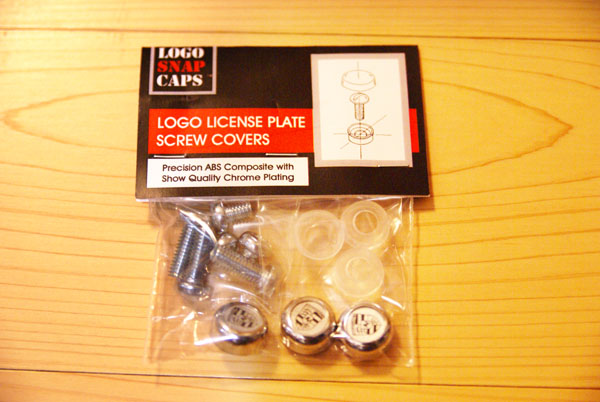 LOGO
SNAP
CAPS
LOGO LICENSE PLATE
SCREW COVERS
Precision ABS Composite with
Show Quality Chrome Plating